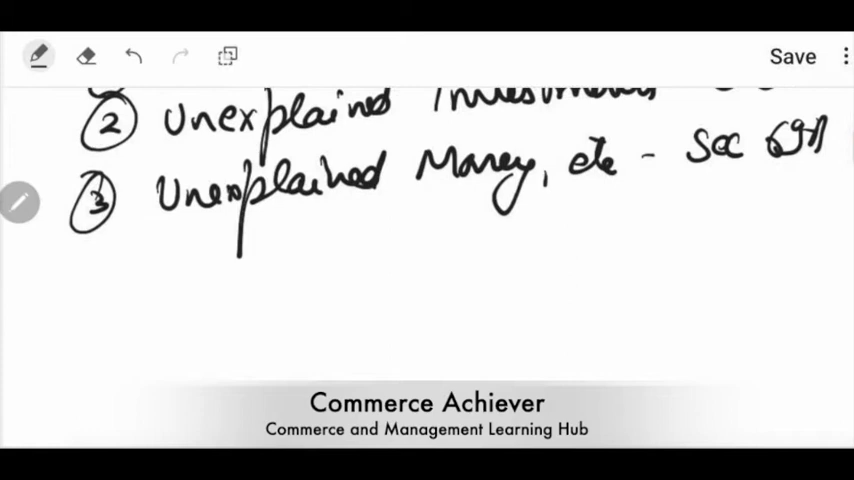 Save
② Unexplained Investments
③ Unexplained Money, etc - Sec 69A
Commerce Achiever
Commerce and Management Learning Hub